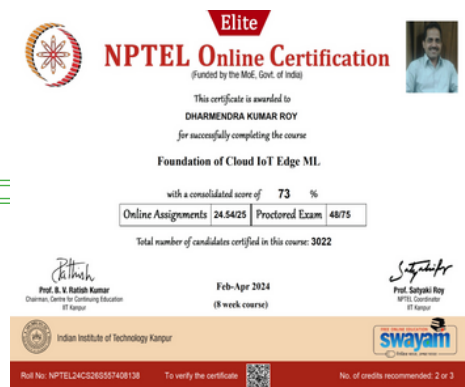 Elite
NPTEL Online Certification
(Funded by the MoE, Govt. of India)
This certificate is awarded to
DHARMENDRA KUMAR ROY
for successfully completing the course
Foundation of Cloud IoT Edge ML
with a consolidated score of 73 %
Online Assignments 24.54/25 Proctored Exam 48/75
Total number of candidates certified in this course: 3022
Prof. B. V. Ratish Kumar
Chairman, Centre for Continuing Education
IIT Kanpur
Feb-Apr 2024
(8 week course)
Prof. Satyaki Roy
NPTEL Coordinator
IIT Kanpur
Indian Institute of Technology Kanpur
FREE ONLINE EDUCATION
swayam
Roll No: NPTEL24CS26S557408138 To verify the certificate No. of credits recommended: 2 or 3